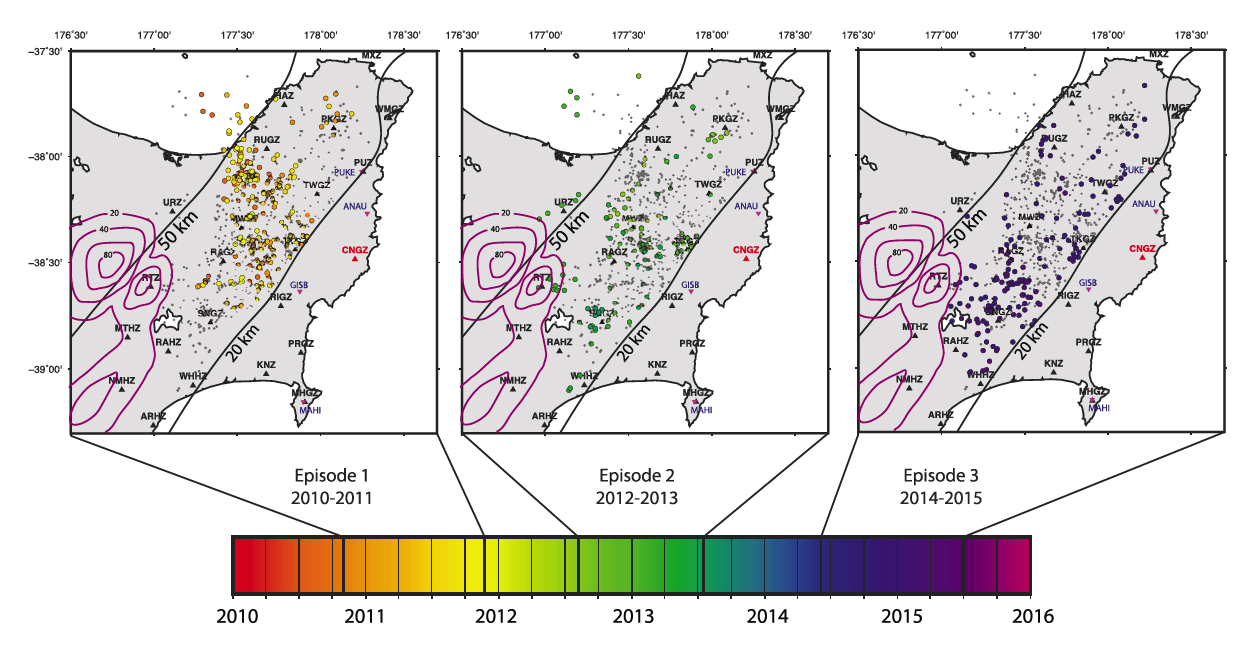 176°30' 177°00' 177°30' 178°00' 178°30'
176°30' 177°00' 177°30' 178°00' 178°30'
176°30' 177°00' 177°30' 178°00' 178°30'
−37°30'
−38°00'
−38°30'
−39°00'
MXZ
HAZ
WMGZ
PKGZ
RUGZ
PUZ
PUKE
TWGZ
URZ
ANAU
MWZ
50 km
20
40
80
RAGZ
CNGZ
RTZ
GISB
RIGZ
SNGZ
MTHZ
RAHZ
20 km
PRGZ
KNZ
NMHZ
WHHZ
MHGZ
MAHI
ARHZ
MXZ
HAZ
WMGZ
PKGZ
RUGZ
PUZ
PUKE
TWGZ
URZ
ANAU
MWZ
50 km
20
40
80
RAGZ
CNGZ
RTZ
GISB
RIGZ
SNGZ
MTHZ
RAHZ
20 km
PRGZ
KNZ
NMHZ
WHHZ
MHGZ
MAHI
ARHZ
MXZ
HAZ
WMGZ
PKGZ
RUGZ
PUZ
PUKE
TWGZ
URZ
ANAU
MWZ
50 km
20
40
80
TKGZ
RAGZ
CNGZ
RTZ
GISB
RIGZ
SNGZ
MTHZ
RAHZ
20 km
PRGZ
KNZ
NMHZ
WHHZ
MHGZ
MAHI
ARHZ
Episode 1
2010-2011
Episode 2
2012-2013
Episode 3
2014-2015
2010 2011 2012 2013 2014 2015 2016